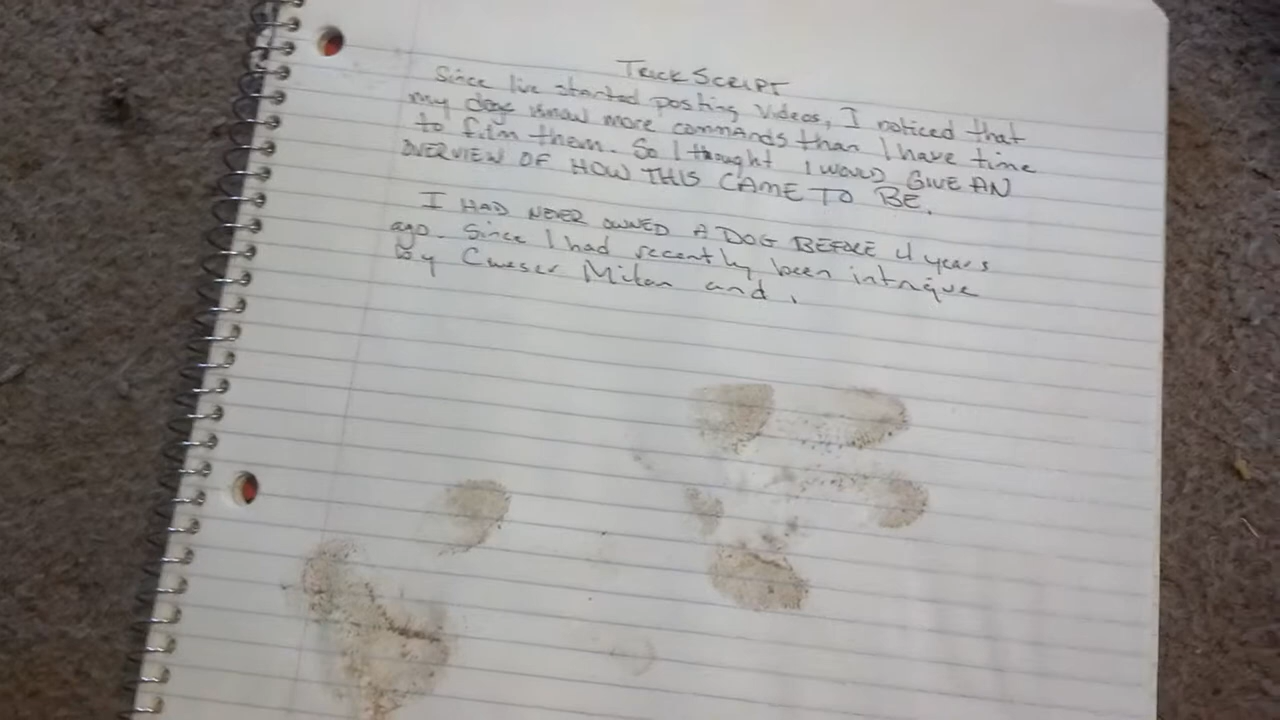 Trick Script
Since I've started posting videos, I noticed that
my dogs know more commands than I have time
to film them. So I thought I WOULD GIVE AN
OVERVIEW OF HOW THIS CAME TO BE.
I HAD NEVER OWNED A DOG BEFORE 4 years
ago. Since I had recently been intrigue
by Cweser Milan and